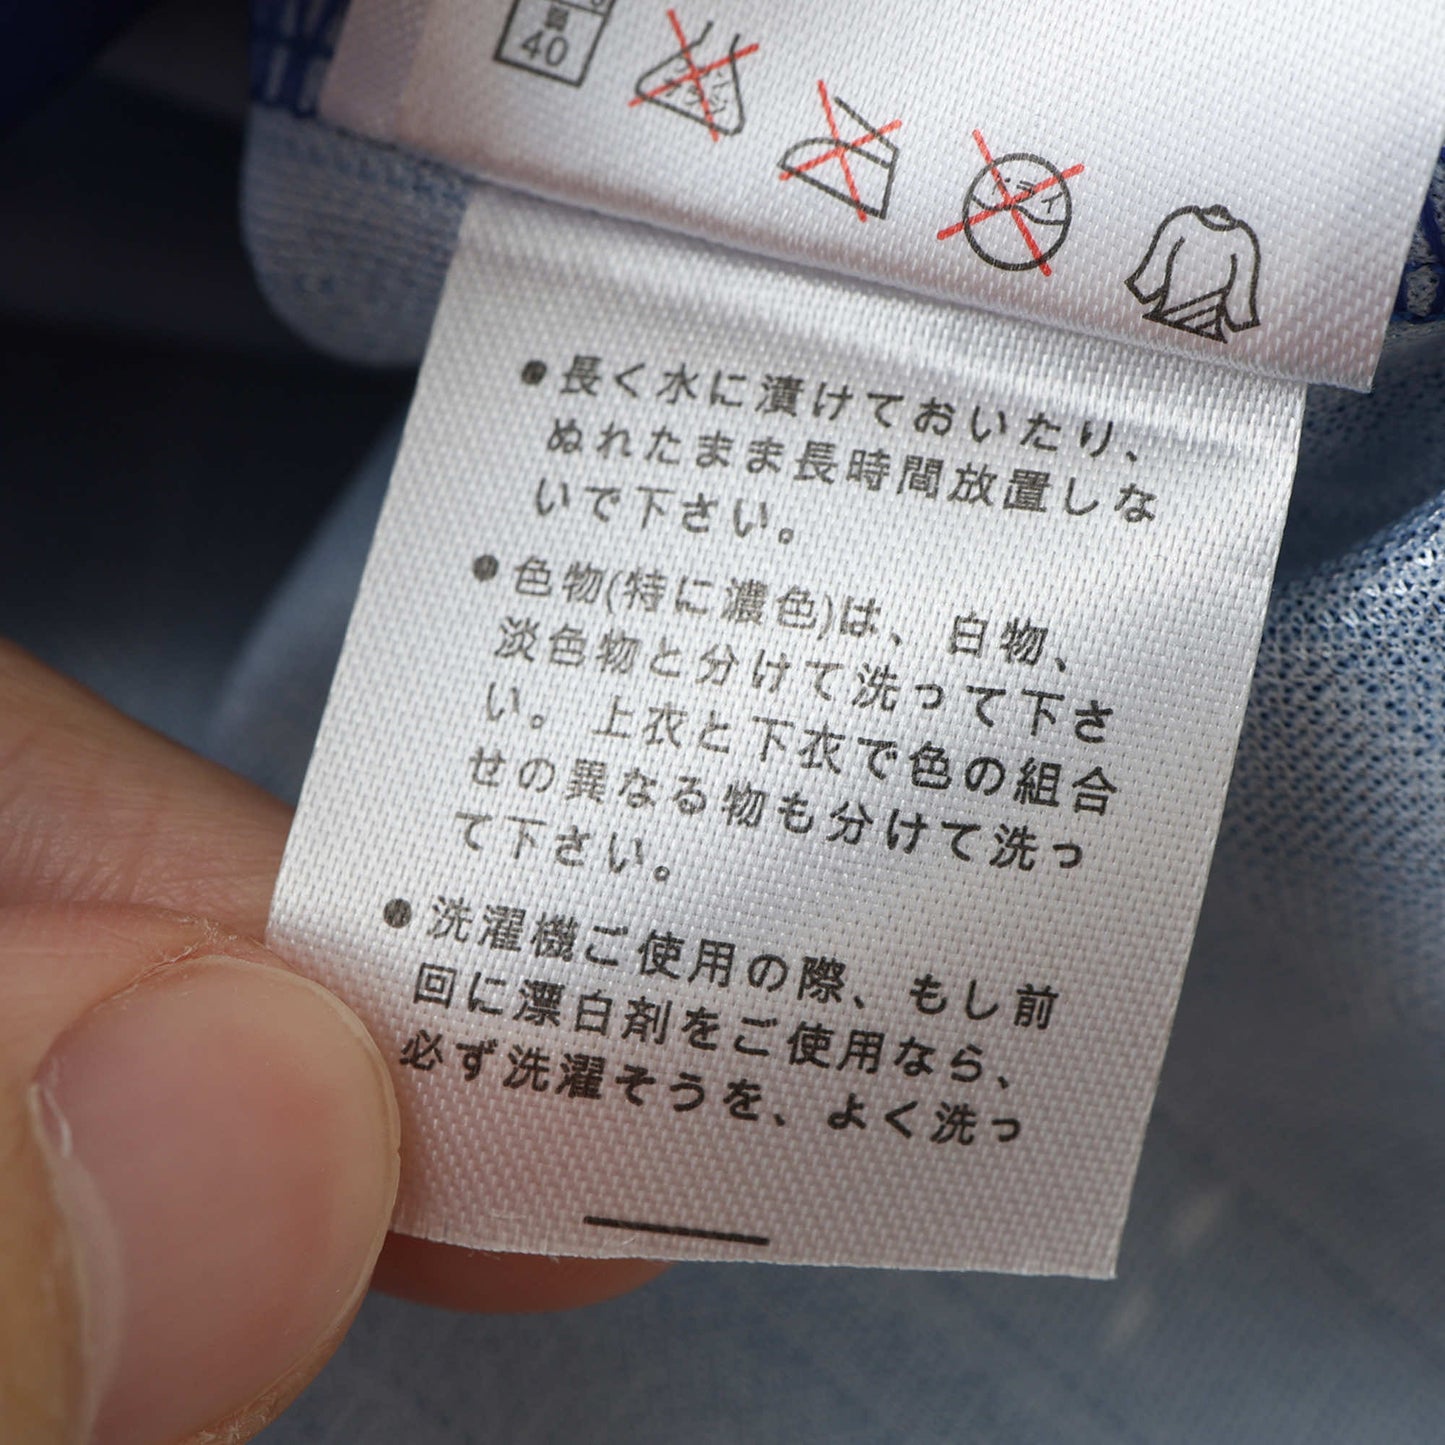 40
ドライ
●長く水に漬けておいたり、
ぬれたまま長時間放置しな
いで下さい。
●色物(特に濃色)は、白物、
淡色物と分けて洗って下さ
い。上衣と下衣で色の組合
せの異なる物も分けて洗っ
て下さい。
●洗濯機ご使用の際、もし前
回に漂白剤をご使用なら、
必ず洗濯そうを、よく洗っ